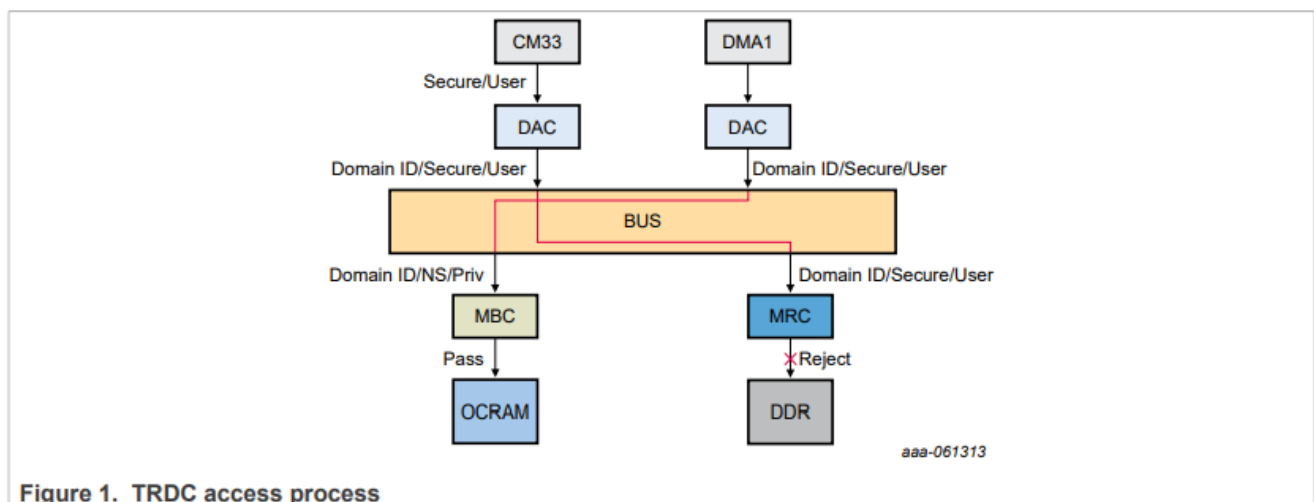 CM33 DMA1
Secure/User
DAC DAC
Domain ID/Secure/User Domain ID/Secure/User
BUS
Domain ID/NS/Priv Domain ID/Secure/User
MBC MRC
Pass Reject
OCRAM DDR
aaa-061313
Figure 1. TRDC access process